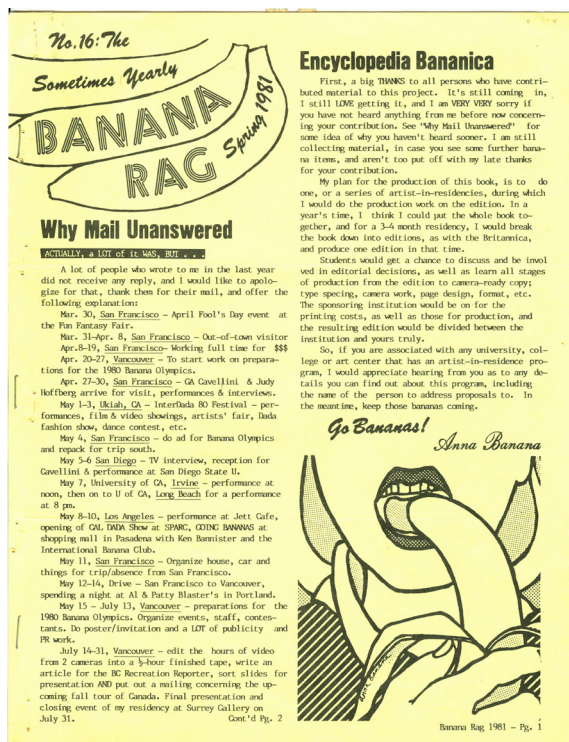 No.16: The
Sometimes Yearly
BANANA
RAG
Spring 1981
Why Mail Unanswered
ACTUALLY, a LOT of it WAS, BUT . . .
A lot of people who wrote to me in the last year
did not receive any reply, and I would like to apolo-
gize for that, thank them for their mail, and offer the
following explanation:
Mar. 30, San Francisco - April Fool's Day event at
the Fun Fantasy Fair.
Mar. 31-Apr. 8, San Francisco - Out-of-town visitor
Apr.8-19, San Francisco- Working full time for $$$
Apr. 20-27, Vancouver - To start work on prepara-
tions for the 1980 Banana Olympics.
Apr. 27-30, San Francisco - GA Cavellini & Judy
Hoffberg arrive for visit, performances & interviews.
May 1-3, Ukiah, CA - InterDada 80 Festival - per-
formances, film & video showings, artists' fair, Dada
fashion show, dance contest, etc.
May 4, San Francisco - do ad for Banana Olympics
and repack for trip south.
May 5-6 San Diego - TV interview, reception for
Cavellini & performance at San Diego State U.
May 7, University of CA, Irvine - performance at
noon, then on to U of CA, Long Beach for a performance
at 8 pm.
May 8-10, Los Angeles - performance at Jett Cafe,
opening of CAL DADA Show at SPARC, GOING BANANAS at
shopping mall in Pasadena with Ken Bannister and the
International Banana Club.
May 11, San Francisco - Organize house, car and
things for trip/absence from San Francisco.
May 12-14, Drive - San Francisco to Vancouver,
spending a night at Al & Patty Blaster's in Portland.
May 15 - July 13, Vancouver - preparations for the
1980 Banana Olympics. Organize events, staff, contes-
tants. Do poster/invitation and a LOT of publicity and
PR work.
July 14-31, Vancouver - edit the hours of video
from 2 cameras into a ½-hour finished tape, write an
article for the BC Recreation Reporter, sort slides for
presentation AND put out a mailing concerning the up-
coming fall tour of Canada. Final presentation and
closing event of my residency at Surrey Gallery on
July 31. Cont'd Pg. 2
Encyclopedia Bananica
First, a big THANKS to all persons who have contri-
buted material to this project. It's still coming in,
I still LOVE getting it, and I am VERY VERY sorry if
you have not heard anything from me before now concern-
ing your contribution. See "Why Mail Unanswered" for
some idea of why you haven't heard sooner. I am still
collecting material, in case you see some further bana-
na items, and aren't too put off with my late thanks
for your contribution.
My plan for the production of this book, is to do
one, or a series of artist-in-residencies, during which
I would do the production work on the edition. In a
year's time, I think I could put the whole book to-
gether, and for a 3-4 month residency, I would break
the book down into editions, as with the Britannica,
and produce one edition in that time.
Students would get a chance to discuss and be invol
ved in editorial decisions, as well as learn all stages
of production from the edition to camera-ready copy;
type specing, camera work, page design, format, etc.
The sponsoring institution would be on for the
printing costs, as well as those for production, and
the resulting edition would be divided between the
institution and yours truly.
So, if you are associated with any university, col-
lege or art center that has an artist-in-residence pro-
gram, I would appreciate hearing from you as to any de-
tails you can find out about this program, including
the name of the person to address proposals to. In
the meantime, keep those bananas coming.
Go Bananas!
Anna Banana
anna banana
Banana Rag 1981 - Pg. 1